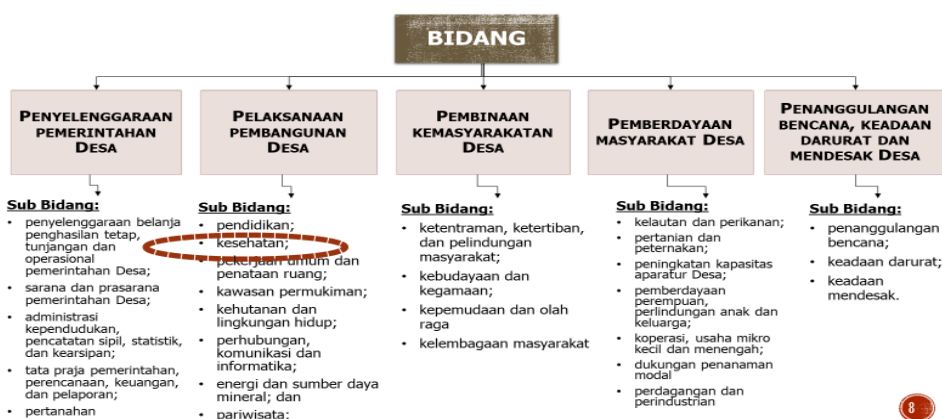 BIDANG
PENYELENGGARAAN
PEMERINTAHAN
DESA
Sub Bidang:
• penyelenggaraan belanja
penghasilan tetap,
tunjangan dan
operasional
pemerintahan Desa;
• sarana dan prasarana
pemerintahan Desa;
• administrasi
kependudukan,
pencatatan sipil, statistik,
dan kearsipan;
• tata praja pemerintahan,
perencanaan, keuangan,
dan pelaporan;
• pertanahan
PELAKSANAAN
PEMBANGUNAN
DESA
Sub Bidang:
• pendidikan;
• kesehatan;
• pekerjaan umum dan
penataan ruang;
• kawasan permukiman;
• kehutanan dan
lingkungan hidup;
• perhubungan,
komunikasi dan
informatika;
• energi dan sumber daya
mineral; dan
• pariwisata;
PEMBINAAN
KEMASYARAKATAN
DESA
Sub Bidang:
• ketentraman, ketertiban,
dan pelindungan
masyarakat;
• kebudayaan dan
kegamaan;
• kepemudaan dan olah
raga
• kelembagaan masyarakat
PEMBERDAYAAN
MASYARAKAT DESA
Sub Bidang:
• kelautan dan perikanan;
• pertanian dan
peternakan;
• peningkatan kapasitas
aparatur Desa;
• pemberdayaan
perempuan,
perlindungan anak dan
keluarga;
• koperasi, usaha mikro
kecil dan menengah;
• dukungan penanaman
modal
• perdagangan dan
perindustrian
PENANGGULANGAN
BENCANA, KEADAAN
DARURAT DAN
MENDESAK DESA
Sub Bidang:
• penanggulangan
bencana;
• keadaan darurat;
• keadaan
mendesak.
8